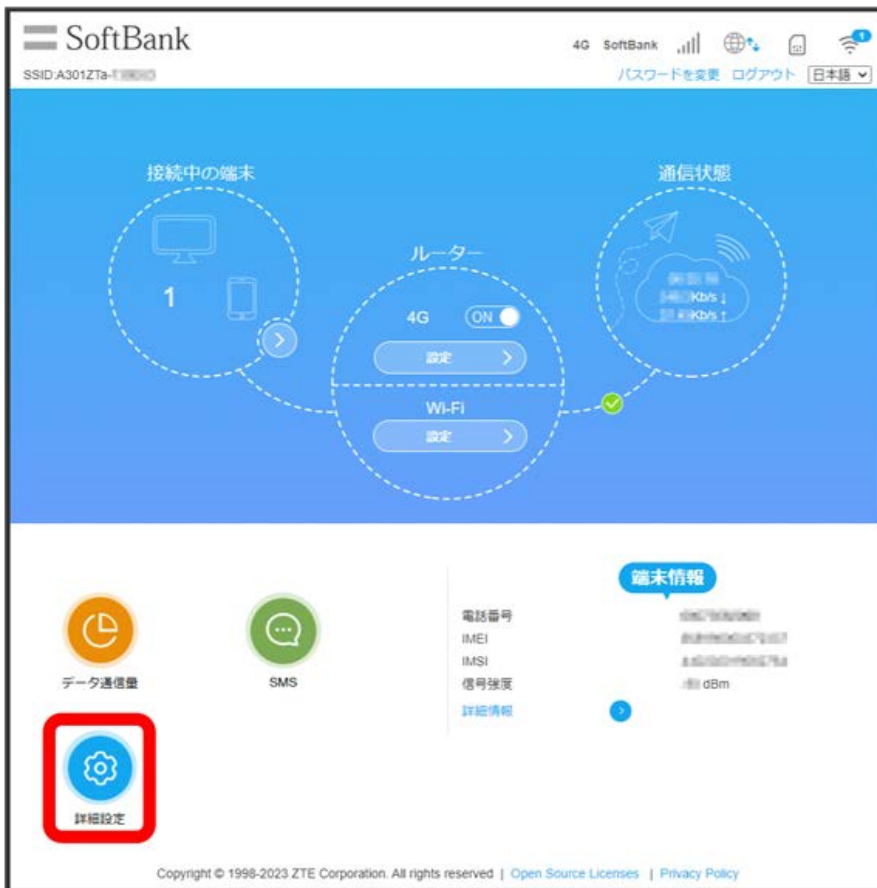 SoftBank
4G SoftBank
1
SSID:A301ZTa-
パスワードを変更 ログアウト 日本語
接続中の端末
通信状態
ルーター
1
4G ON
設定
Wi-Fi
設定
Kb/s ↓
Kb/s ↑
端末情報
電話番号
IMEI
IMSI
信号強度 dBm
詳細情報
データ通信量
SMS
詳細設定
Copyright © 1998-2023 ZTE Corporation. All rights reserved | Open Source Licenses | Privacy Policy